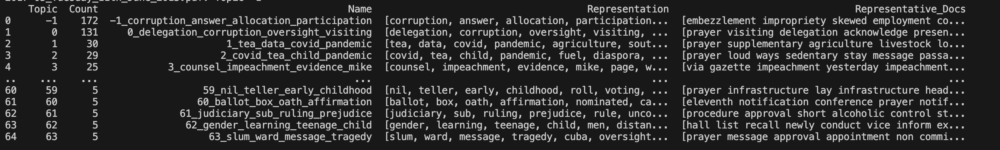 Topic Count Name Representation Representative_Docs
0 -1 172 -1_corruption_answer_allocation_participation [corruption, answer, allocation, participation... [embezzlement impropriety skewed employment co...
1 0 131 0_delegation_corruption_oversight_visiting [delegation, corruption, oversight, visiting, ... [prayer visiting delegation acknowledge presen...
2 1 30 1_tea_data_covid_pandemic [tea, data, covid, pandemic, agriculture, sout... [prayer supplementary agriculture livestock lo...
3 2 29 2_covid_tea_child_pandemic [covid, tea, child, pandemic, fuel, diaspora, ... [prayer loud ways sedentary stay message passa...
4 3 25 3_counsel_impeachment_evidence_mike [counsel, impeachment, evidence, mike, page, w... [via gazette impeachment yesterday impeachment...
.. ... ... ... ... ...
60 59 5 59_nil_teller_early_childhood [nil, teller, early, childhood, roll, voting, ... [prayer infrastructure lay infrastructure head...
61 60 5 60_ballot_box_oath_affirmation [ballot, box, oath, affirmation, nominated, ca... [eleventh notification conference prayer notif...
62 61 5 61_judiciary_sub_ruling_prejudice [judiciary, sub, ruling, prejudice, rule, unco... [procedure approval short alcoholic control st...
63 62 5 62_gender_learning_teenage_child [gender, learning, teenage, child, men, distan... [hall list recall newly conduct vice inform ex...
64 63 5 63_slum_ward_message_tragedy [slum, ward, message, tragedy, cuba, oversight... [prayer message approval appointment non commi...